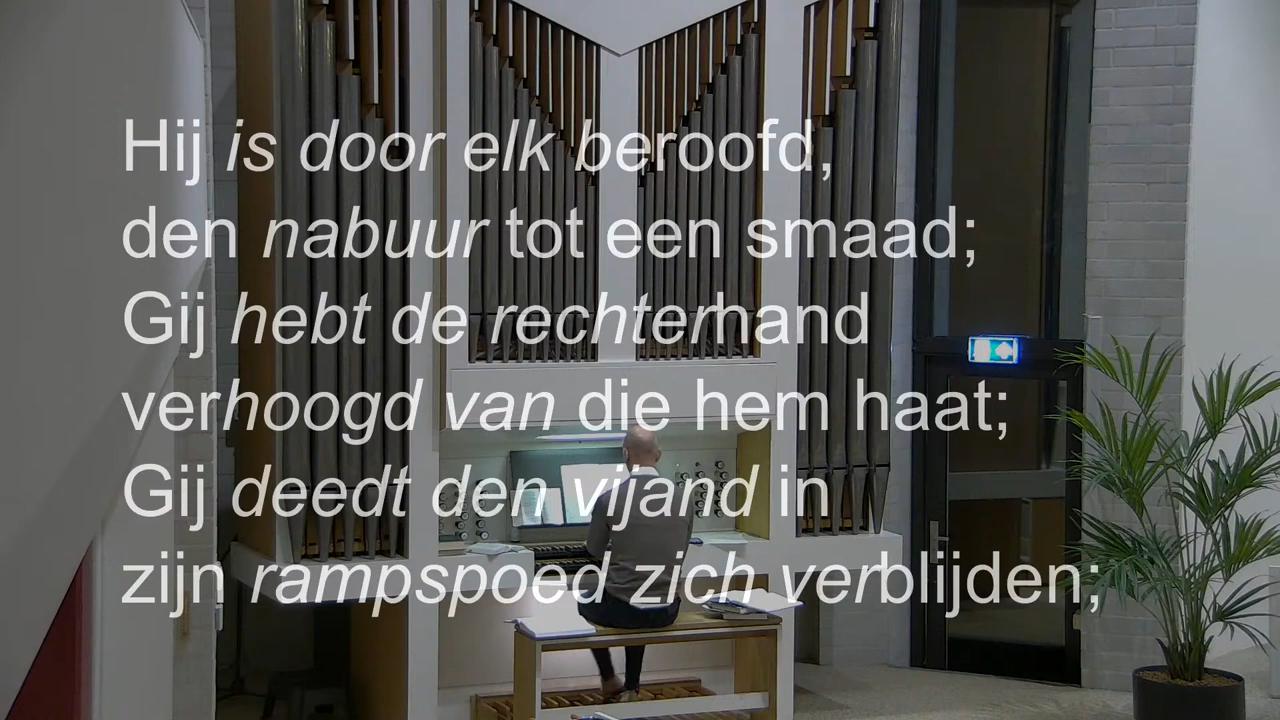 Hij is door elk beroofd,
den nabuur tot een smaad;
Gij hebt de rechterhand
verhoogd van die hem haat;
Gij deedt den vijand in
zijn rampspoed zich verblijden;